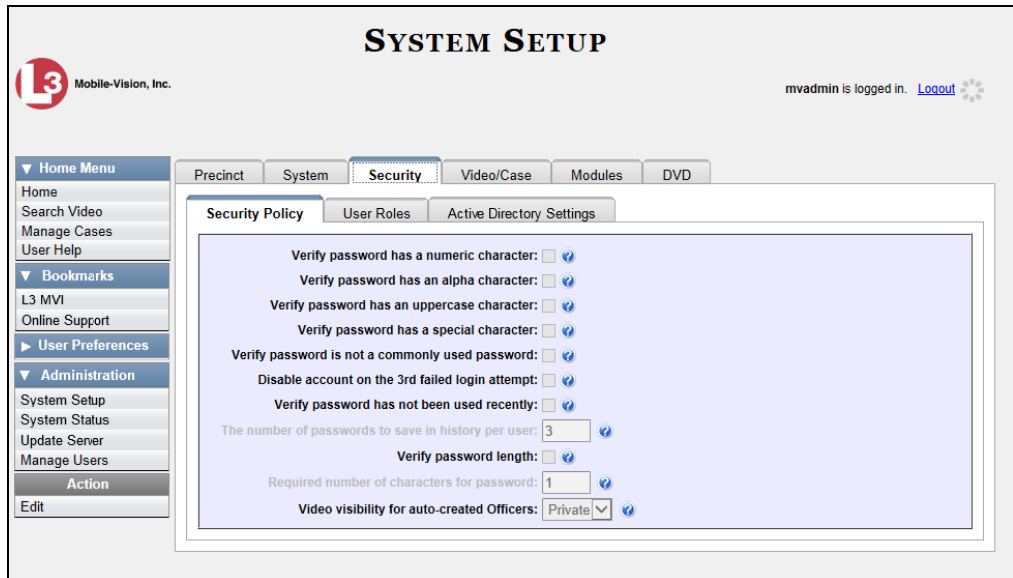 SYSTEM SETUP
L3 Mobile-Vision, Inc.
mvadmin is logged in. Logout
▼ Home Menu
Home
Search Video
Manage Cases
User Help
▼ Bookmarks
L3 MVI
Online Support
▶ User Preferences
▼ Administration
System Setup
System Status
Update Server
Manage Users
Action
Edit
Precinct System Security Video/Case Modules DVD
Security Policy User Roles Active Directory Settings
Verify password has a numeric character: ?
Verify password has an alpha character: ?
Verify password has an uppercase character: ?
Verify password has a special character: ?
Verify password is not a commonly used password: ?
Disable account on the 3rd failed login attempt: ?
Verify password has not been used recently: ?
The number of passwords to save in history per user: 3 ?
Verify password length: ?
Required number of characters for password: 1 ?
Video visibility for auto-created Officers: Private ?